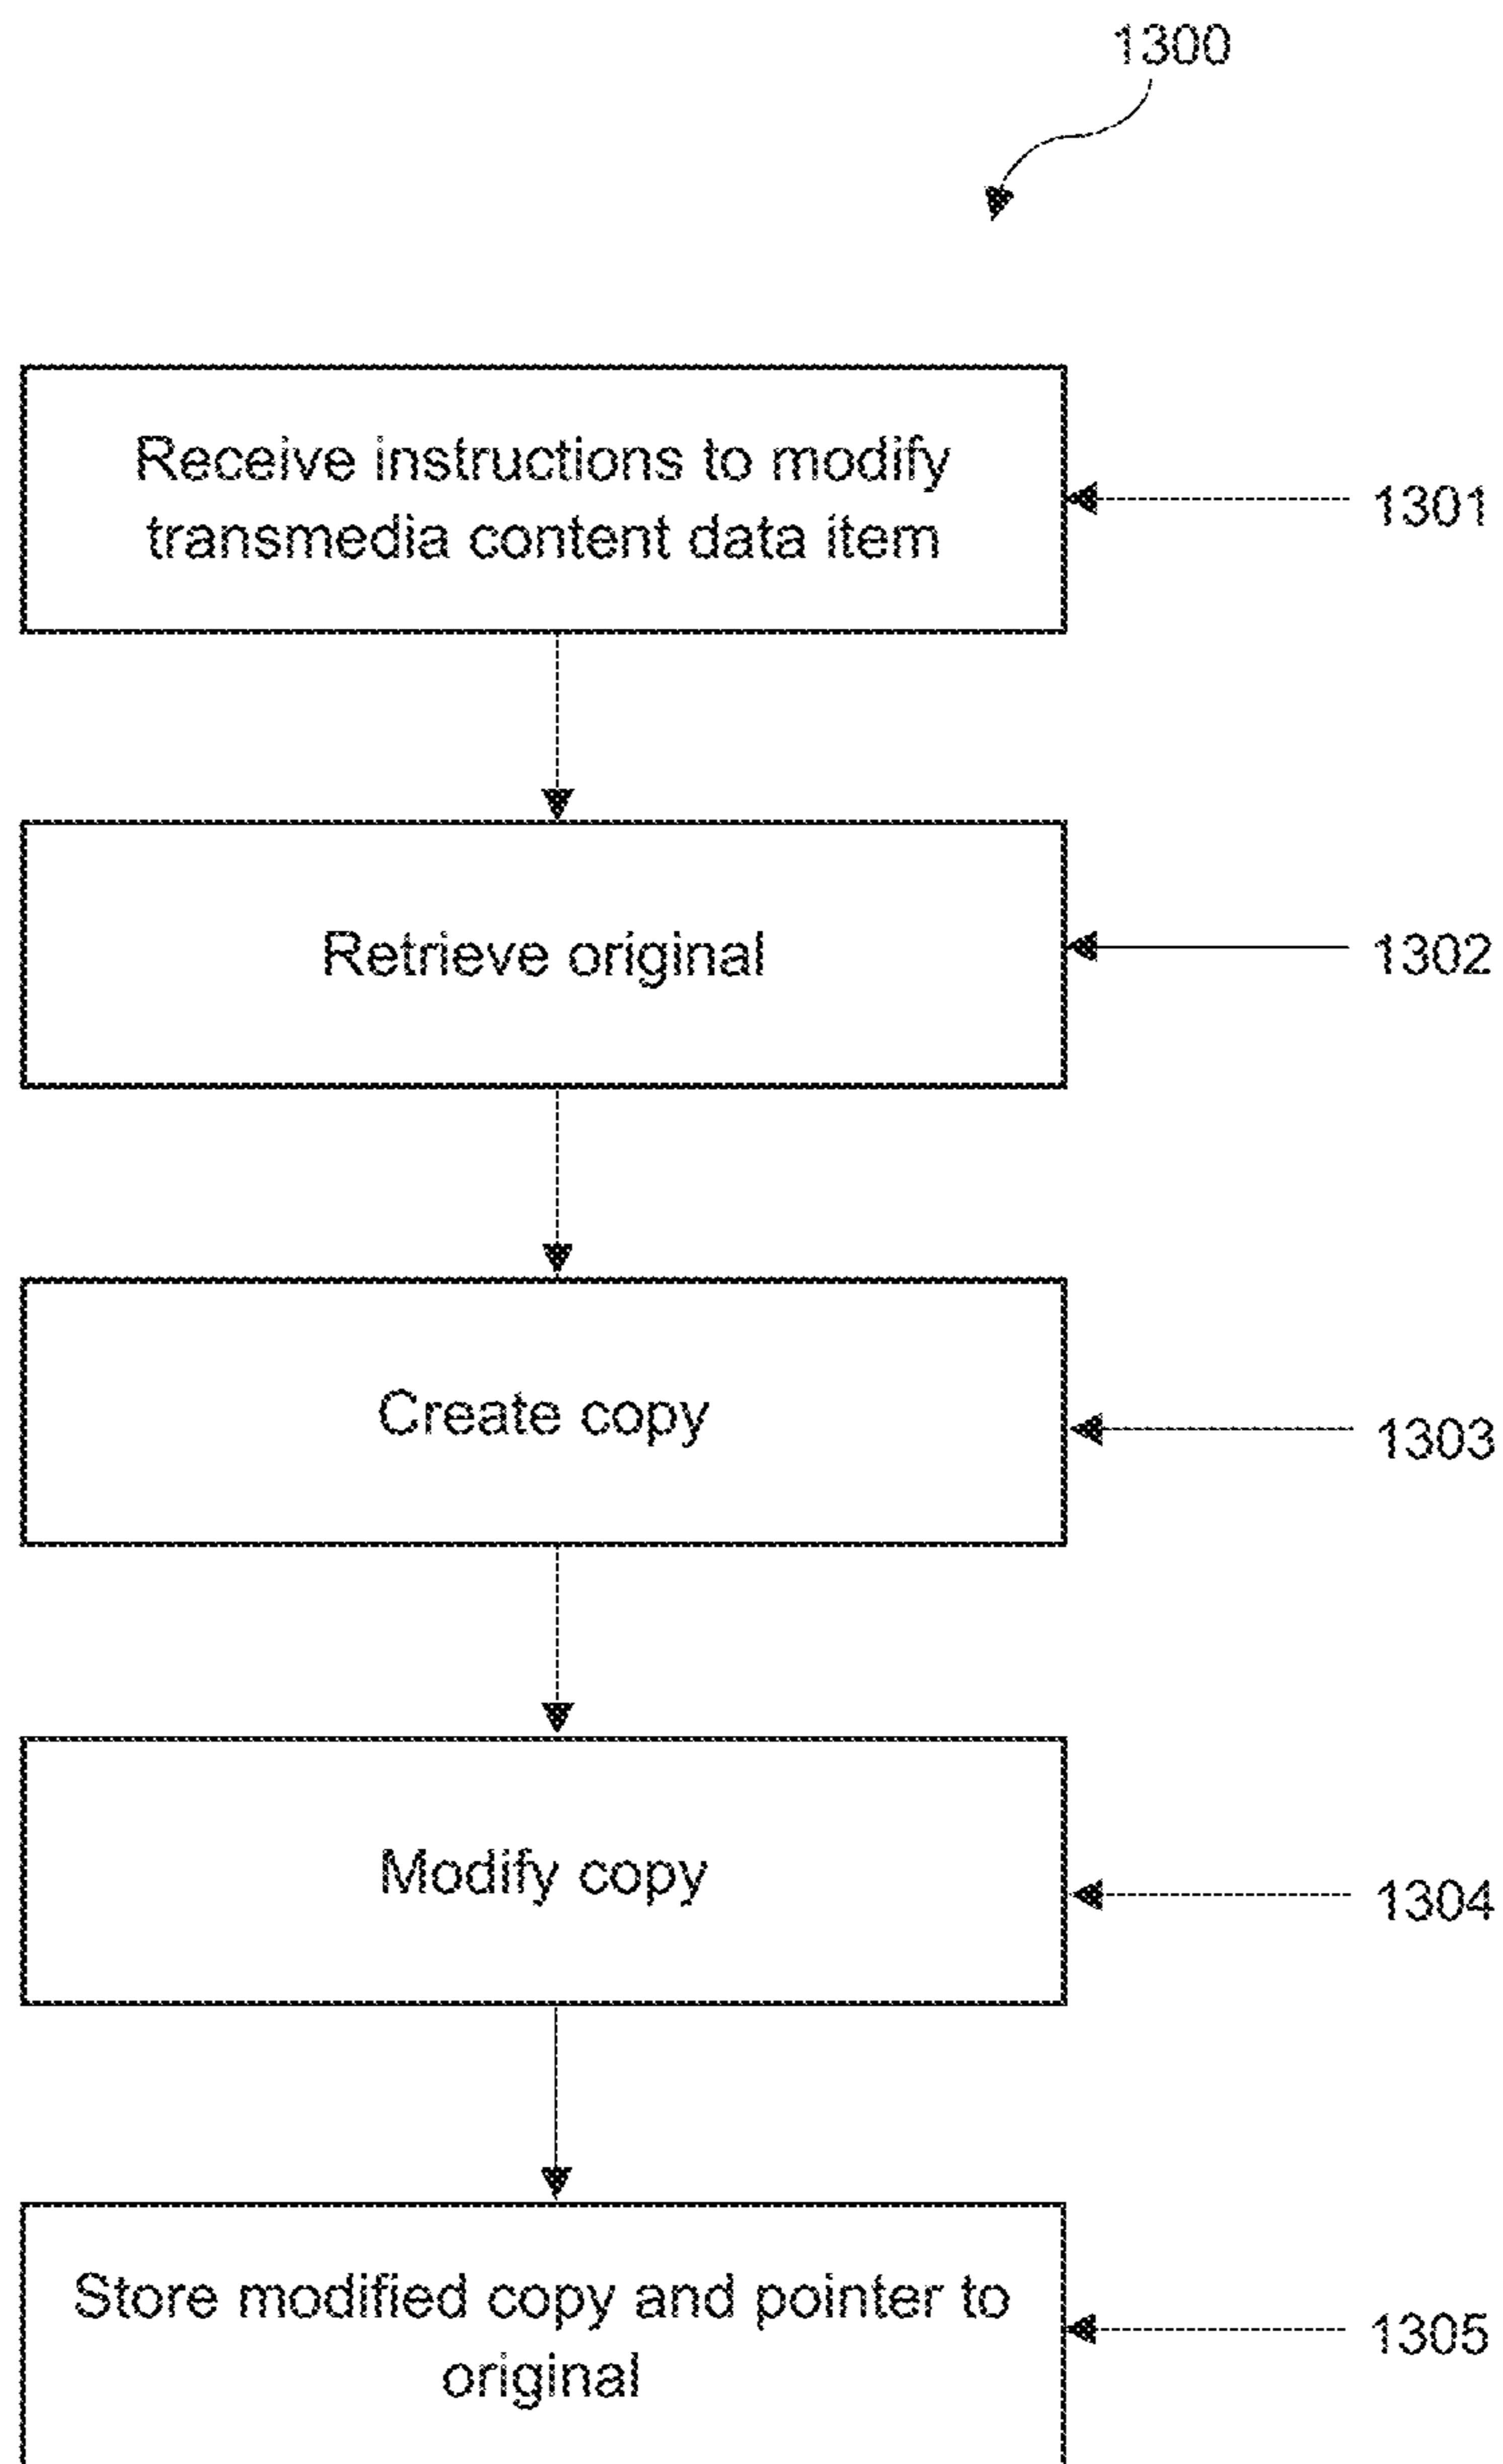 1300
Receive instructions to modify
transmedia content data item
1301
Retrieve original
1302
Create copy
1303
Modify copy
1304
Store modified copy and pointer to
original
1305